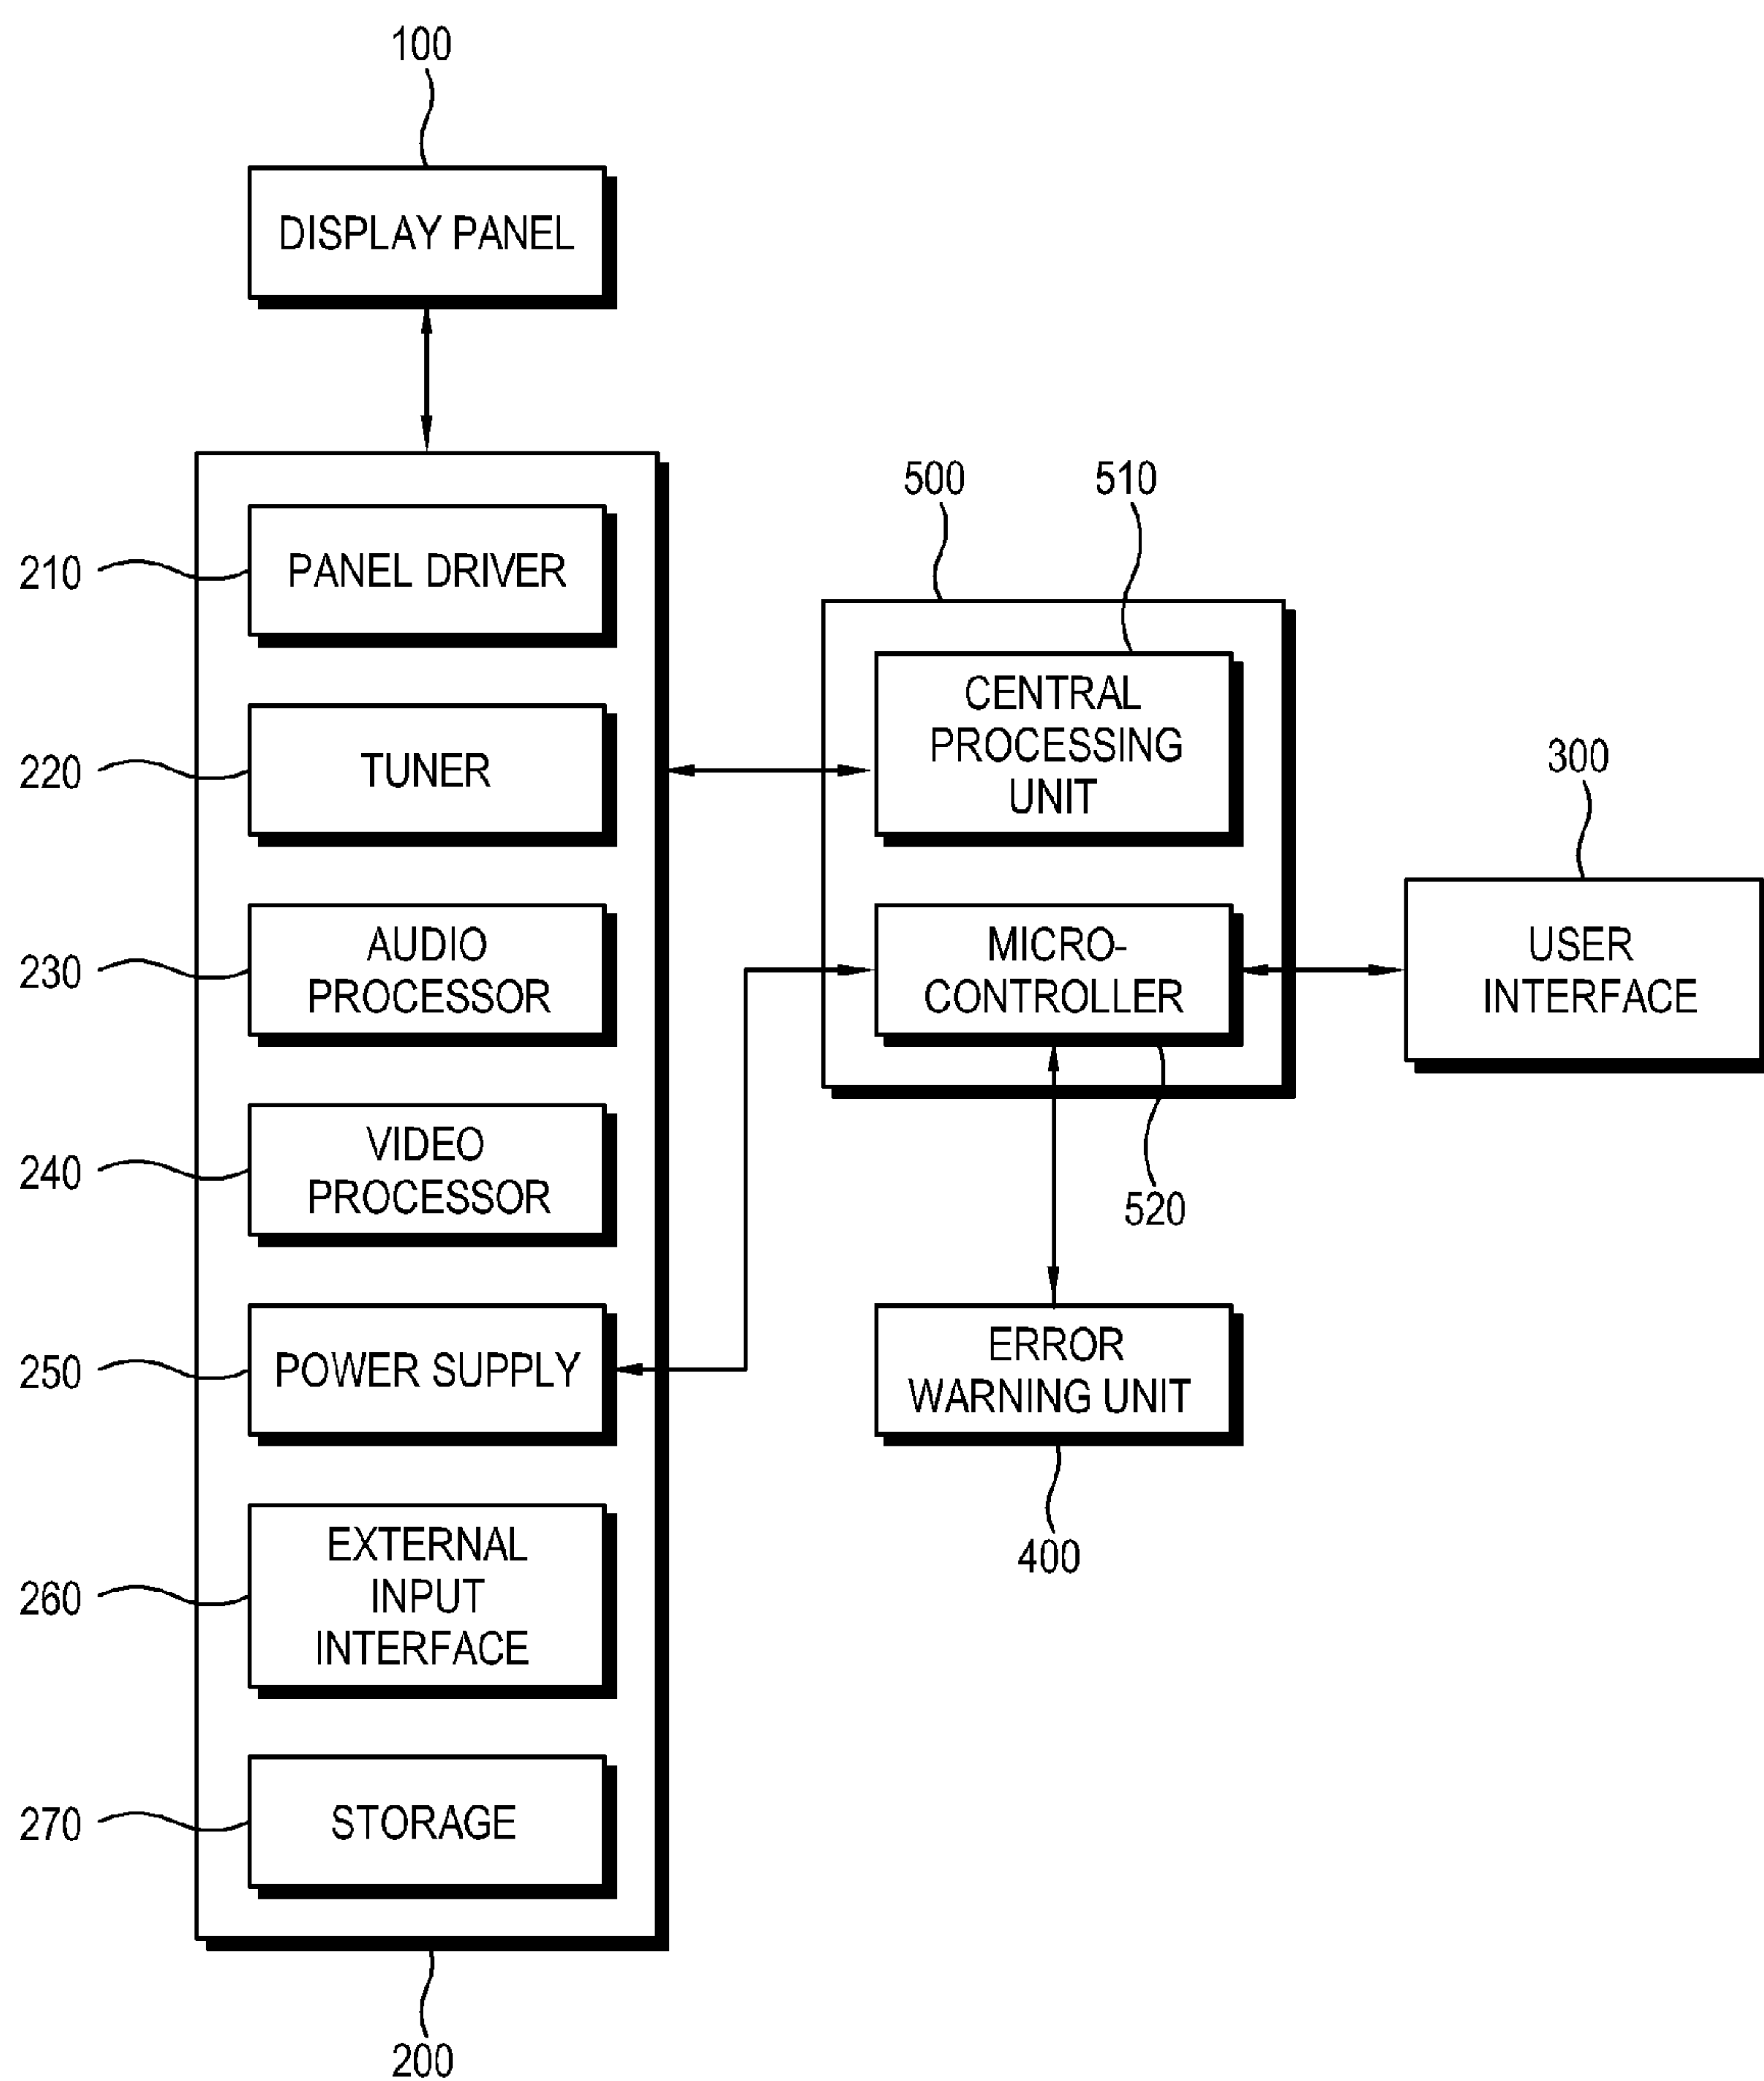 100
DISPLAY PANEL
210
PANEL DRIVER
220
TUNER
230
AUDIO
PROCESSOR
240
VIDEO
PROCESSOR
250
POWER SUPPLY
260
EXTERNAL
INPUT
INTERFACE
270
STORAGE
200
500
510
CENTRAL
PROCESSING
UNIT
MICRO-
CONTROLLER
520
300
USER
INTERFACE
ERROR
WARNING UNIT
400